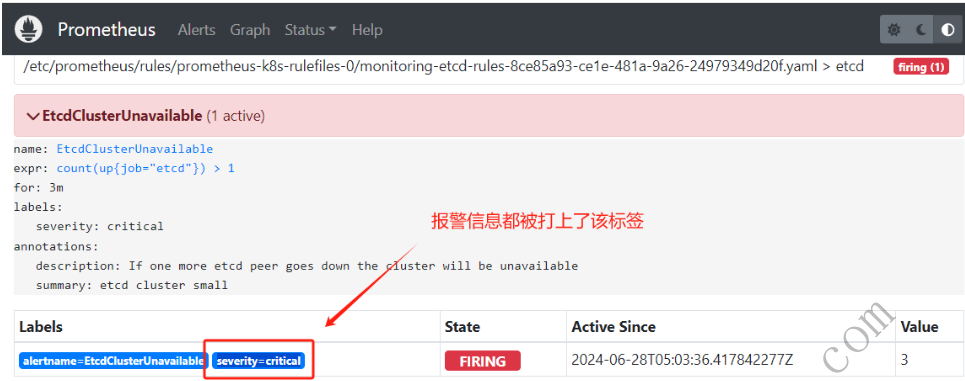 Prometheus Alerts Graph Status Help
/etc/prometheus/rules/prometheus-k8s-rulefiles-0/monitoring-etcd-rules-8ce85a93-ce1e-481a-9a26-24979349d20f.yaml > etcd firing (1)
EtcdClusterUnavailable (1 active)
name: EtcdClusterUnavailable
expr: count(up{job="etcd"}) > 1
for: 3m
labels:
severity: critical
报警信息都被打上了该标签
annotations:
description: If one more etcd peer goes down the cluster will be unavailable
summary: etcd cluster small
Labels State Active Since Value
alertname=EtcdClusterUnavailable severity=critical FIRING 2024-06-28T05:03:36.417842277Z 3
com